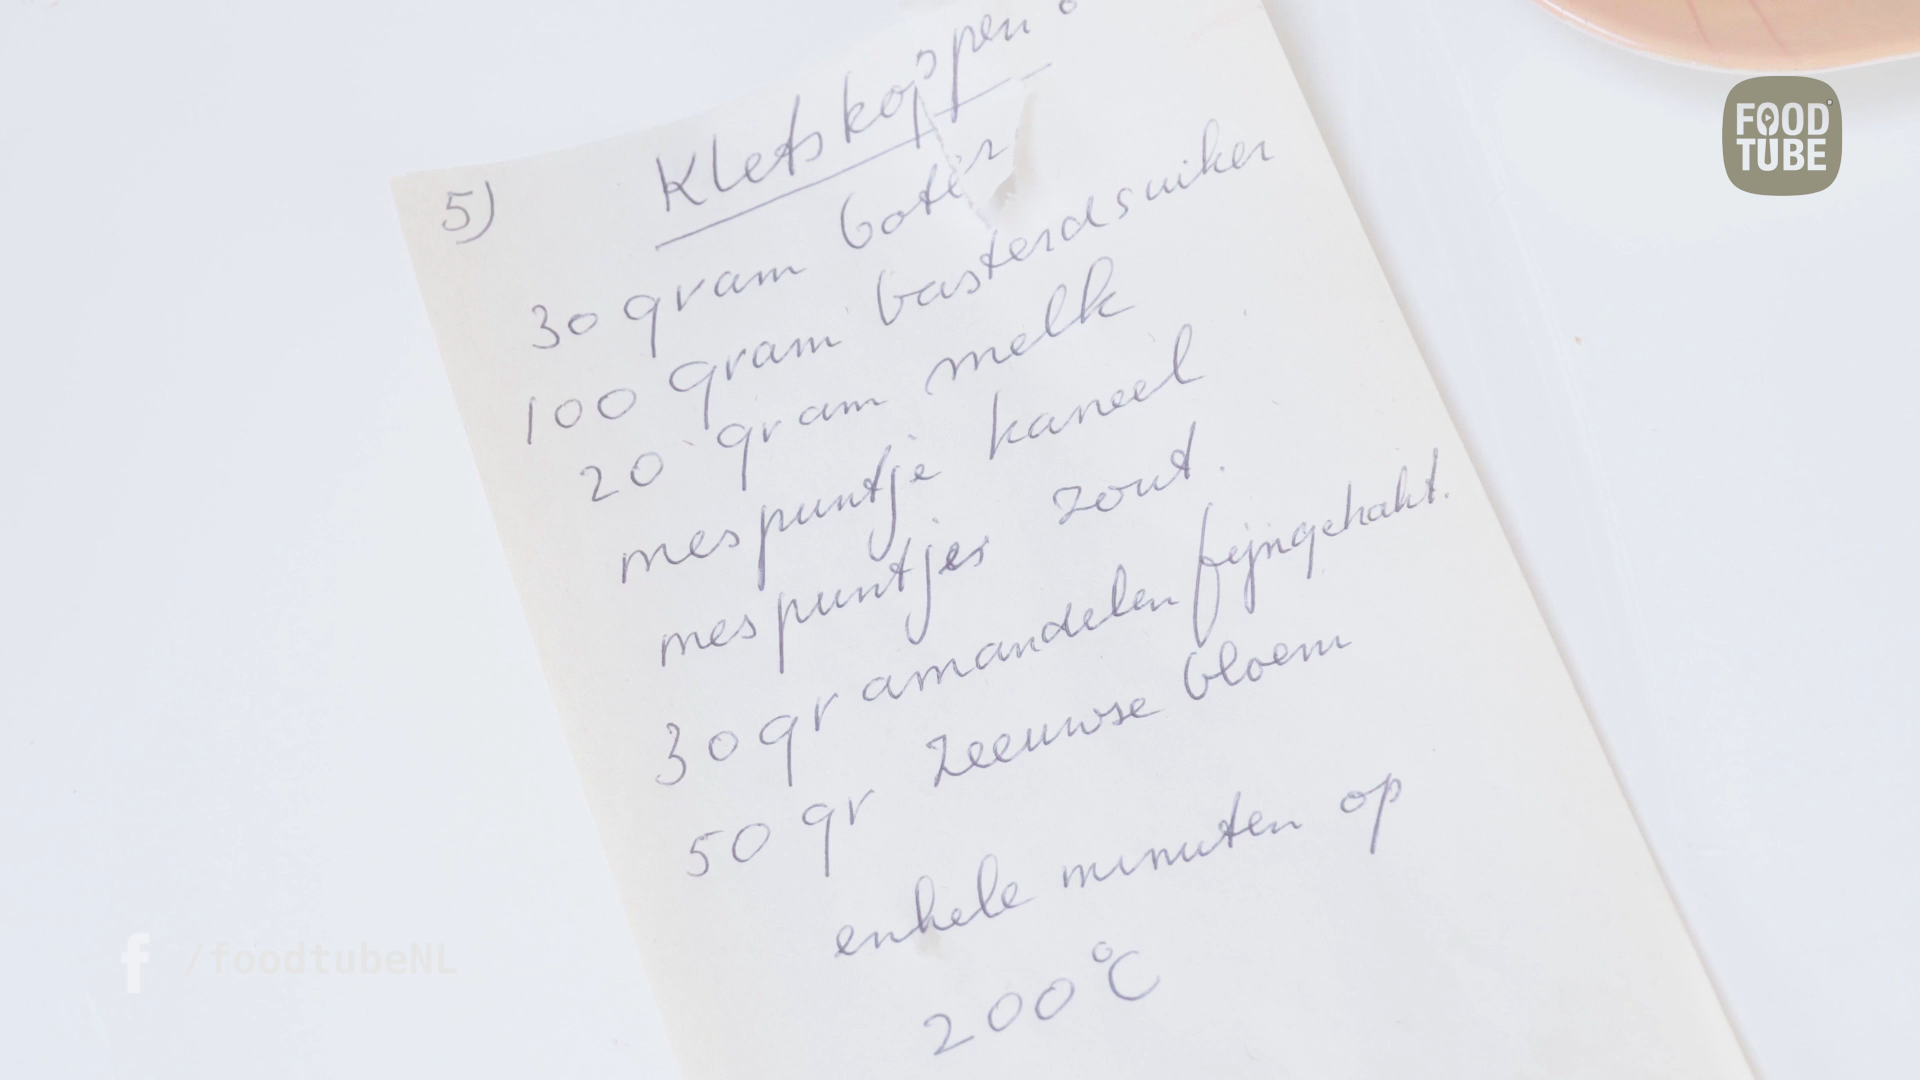 5) Kletskoppen
30 gram boter
100 gram basterdsuiker
20 gram melk
mespuntje kaneel
mespuntjes zout.
30 gr amandelen fijngehakt.
50 gr zeeuwse bloem
enkele minuten op
200°C
FOOD
TUBE
/foodtubeNL